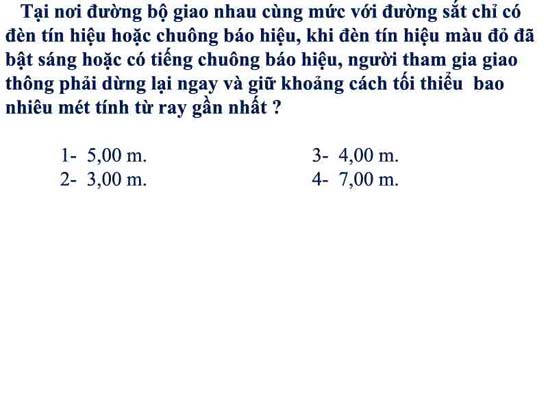 Tại nơi đường bộ giao nhau cùng mức với đường sắt chỉ có
đèn tín hiệu hoặc chuông báo hiệu, khi đèn tín hiệu màu đỏ đã
bật sáng hoặc có tiếng chuông báo hiệu, người tham gia giao
thông phải dừng lại ngay và giữ khoảng cách tối thiểu bao
nhiêu mét tính từ ray gần nhất ?
1- 5,00 m. 3- 4,00 m.
2- 3,00 m. 4- 7,00 m.